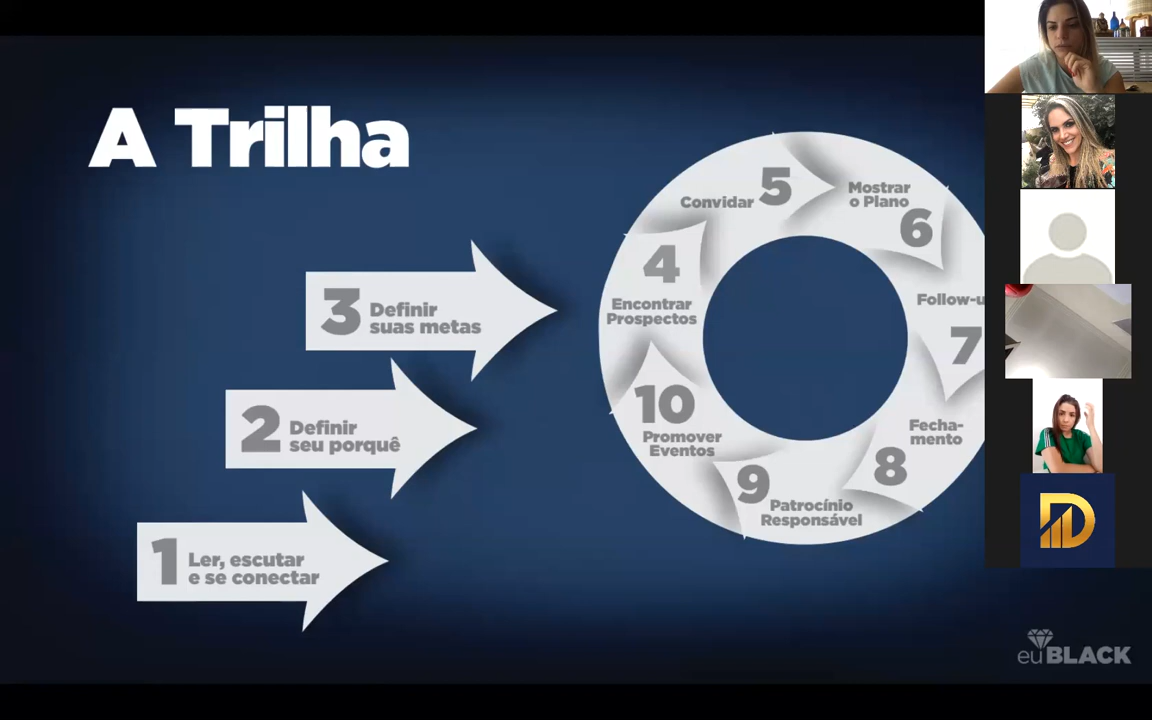 A Trilha
1
Ler, escutar
e se conectar
2
Definir
seu porquê
3
Definir
suas metas
4
Encontrar
Prospectos
Convidar 5
Mostrar
o Plano
6
Follow-u
7
Fecha-
mento
8
9
Patrocínio
Responsável
10
Promover
Eventos
D
euBLACK